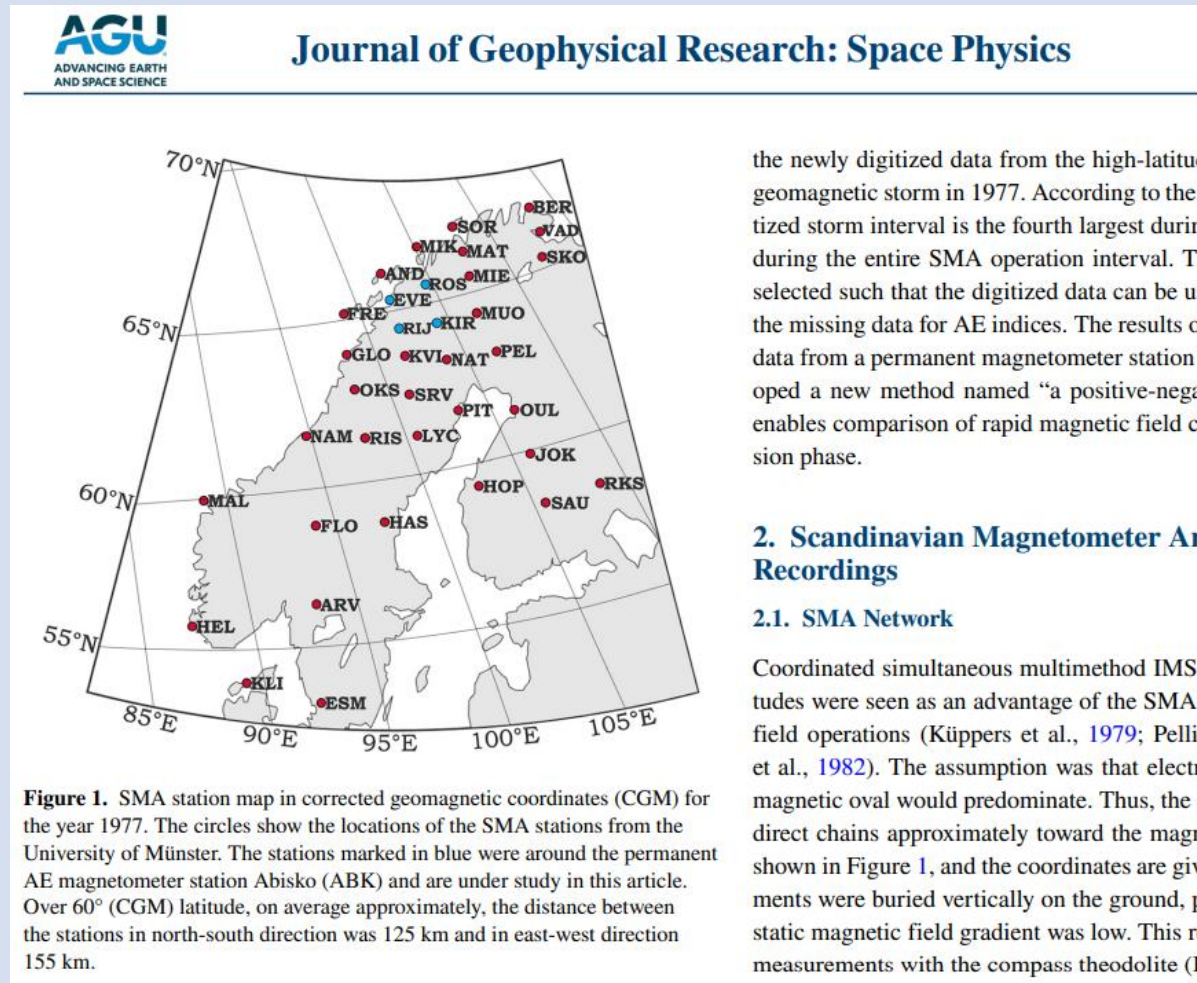 AGU
ADVANCING EARTH
AND SPACE SCIENCE
Journal of Geophysical Research: Space Physics
70°N
65°N
60°N
55°N
85°E
90°E
95°E
100°E
105°E
BER
SOR
VAD
MIK
MAT
SKO
AND
ROS
MIE
EVE
FRE
RIJ
KIR
MUO
GLO
KVI
NAT
PEL
OKS
SRV
PIT
OUL
NAM
RIS
LYC
JOK
MAL
HOP
RKS
SAU
FLO
HAS
ARV
HEL
KLI
ESM
Figure 1. SMA station map in corrected geomagnetic coordinates (CGM) for
the year 1977. The circles show the locations of the SMA stations from the
University of Münster. The stations marked in blue were around the permanent
AE magnetometer station Abisko (ABK) and are under study in this article.
Over 60° (CGM) latitude, on average approximately, the distance between
the stations in north-south direction was 125 km and in east-west direction
155 km.
the newly digitized data from the high-latitud
geomagnetic storm in 1977. According to the
tized storm interval is the fourth largest durin
during the entire SMA operation interval. T
selected such that the digitized data can be u
the missing data for AE indices. The results o
data from a permanent magnetometer station
oped a new method named “a positive-nega
enables comparison of rapid magnetic field c
sion phase.
2. Scandinavian Magnetometer Ar
Recordings
2.1. SMA Network
Coordinated simultaneous multimethod IMS
tudes were seen as an advantage of the SMA
field operations (Küppers et al., 1979; Pelli
et al., 1982). The assumption was that electr
magnetic oval would predominate. Thus, the
direct chains approximately toward the magn
shown in Figure 1, and the coordinates are giv
ments were buried vertically on the ground, p
static magnetic field gradient was low. This r
measurements with the compass theodolite (